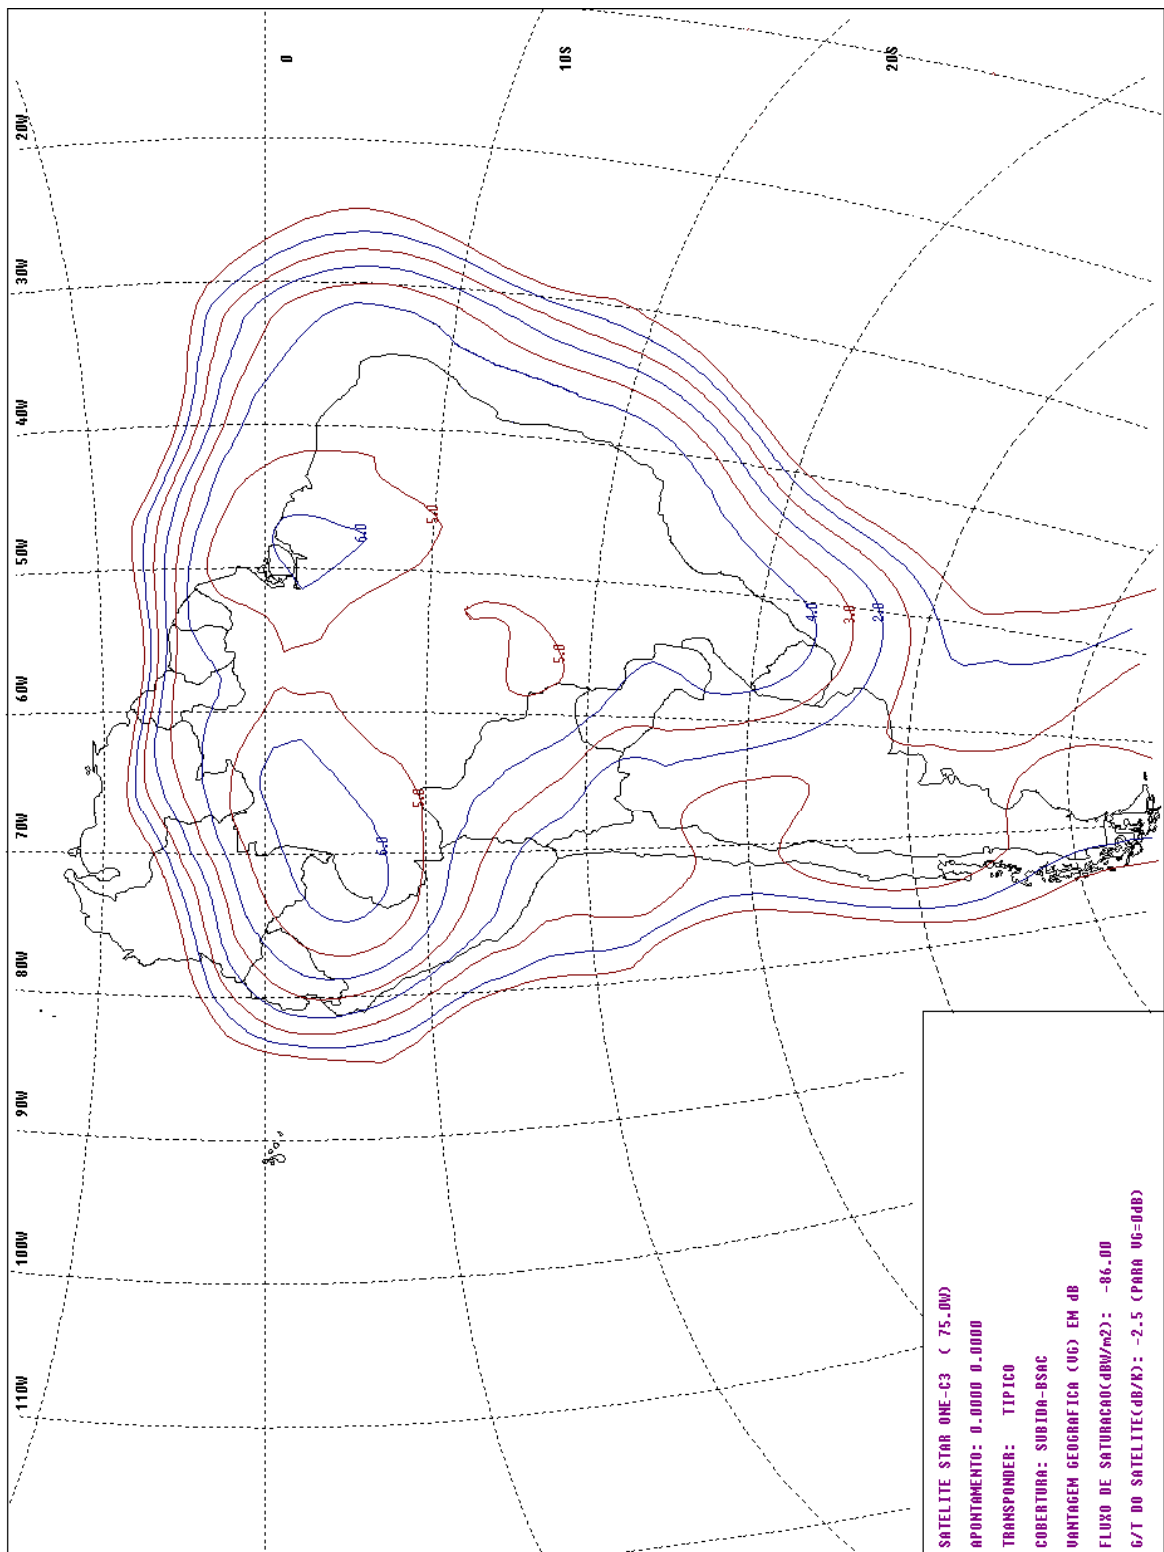 110W
100W
90W
80W
70W
60W
50W
40W
30W
20W
0
10S
20S
6.0
5.0
5.0
6.0
5.0
4.0
3.0
2.0
SATELITE STAR ONE-C3 ( 75.0W)
APONTAMENTO: 0.0000 0.0000
TRANSPONDER: TIPICO
COBERTURA: SUBIDA-BSAC
VANTAGEM GEOGRAFICA (VG) EM dB
FLUXO DE SATURACAO(dBW/m2): -86.00
G/T DO SATELITE(dB/K): -2.5 (PARA VG=0dB)